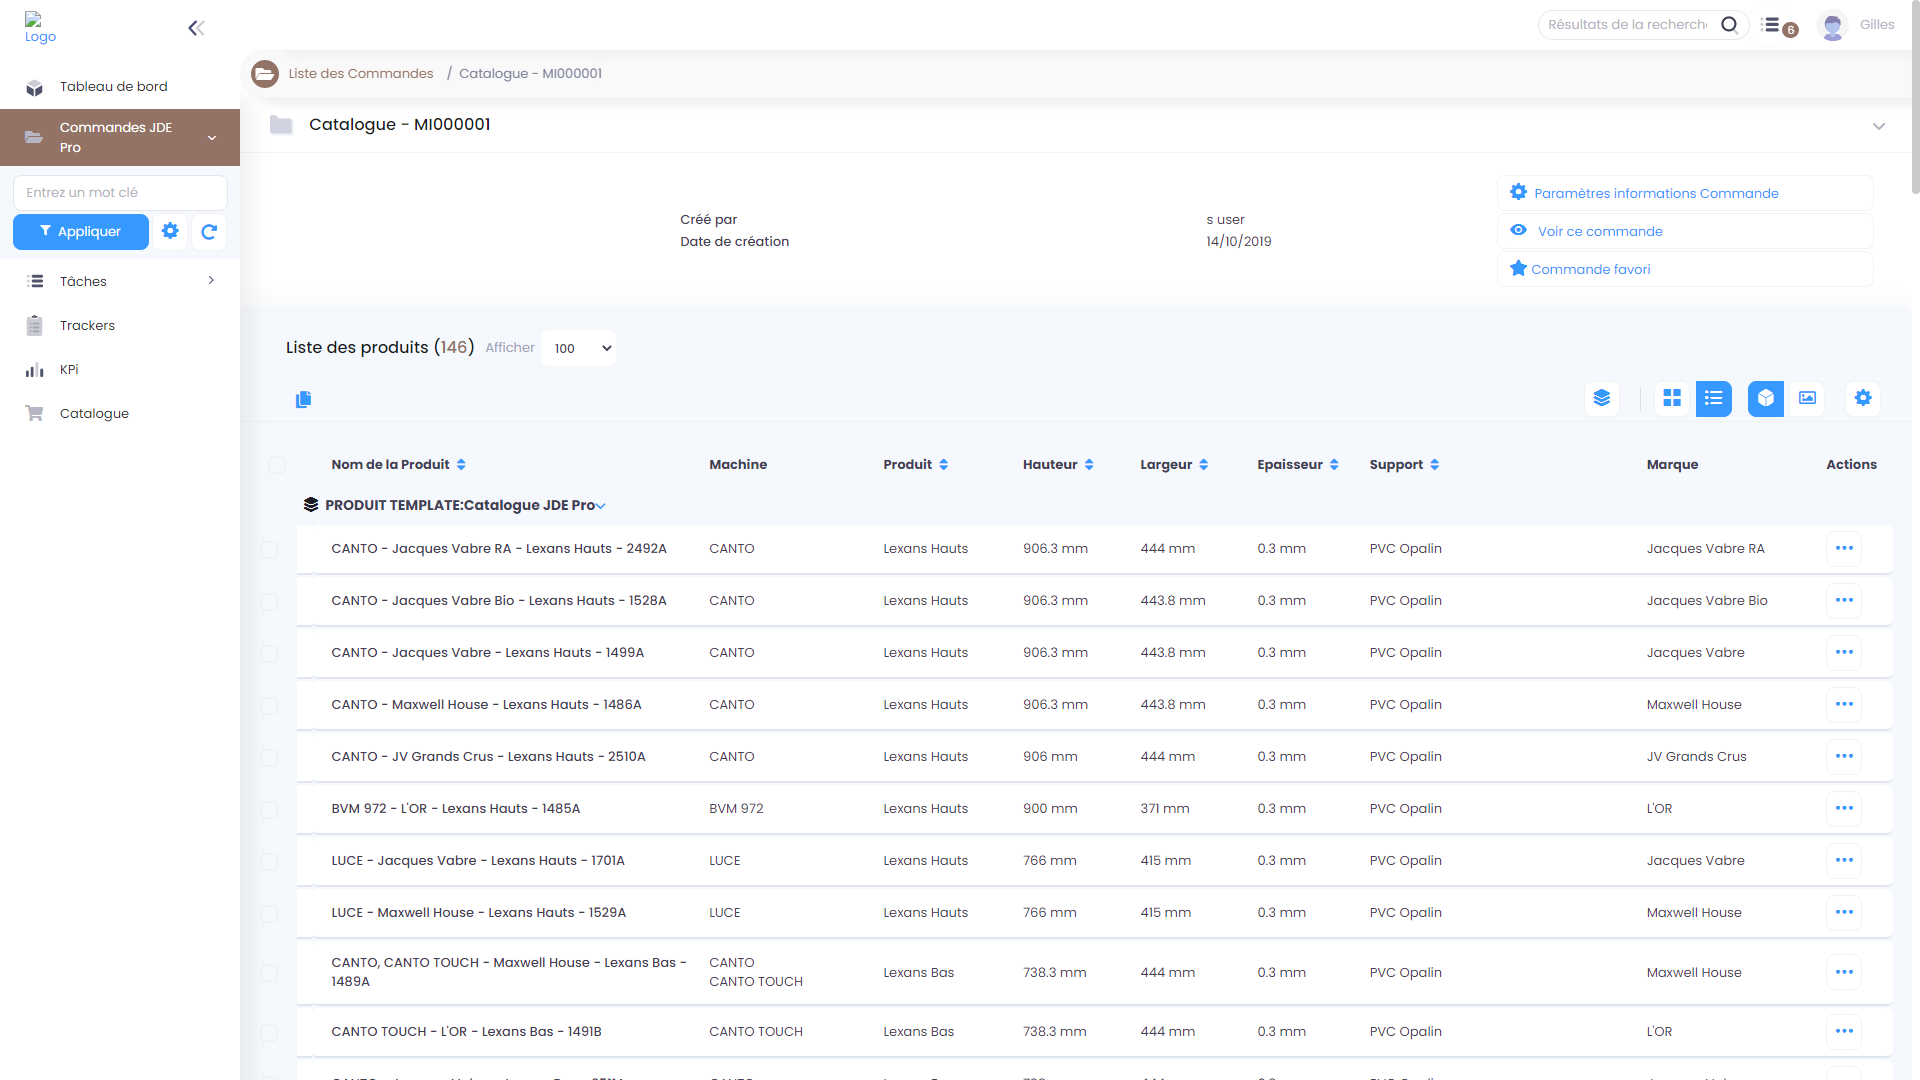 Logo
Résultats de la recherch
6
Gilles
Tableau de bord
Commandes JDE
Pro
Entrez un mot clé
Appliquer
Tâches
Trackers
KPi
Catalogue
Liste des Commandes / Catalogue - MI000001
Catalogue - MI000001
Créé par s user
Date de création 14/10/2019
Paramètres informations Commande
Voir ce commande
Commande favori
Liste des produits (146) Afficher 100
Nom de la Produit Machine Produit Hauteur Largeur Epaisseur Support Marque Actions
PRODUIT TEMPLATE:Catalogue JDE Pro
CANTO - Jacques Vabre RA - Lexans Hauts - 2492A CANTO Lexans Hauts 906.3 mm 444 mm 0.3 mm PVC Opalin Jacques Vabre RA
CANTO - Jacques Vabre Bio - Lexans Hauts - 1528A CANTO Lexans Hauts 906.3 mm 443.8 mm 0.3 mm PVC Opalin Jacques Vabre Bio
CANTO - Jacques Vabre - Lexans Hauts - 1499A CANTO Lexans Hauts 906.3 mm 443.8 mm 0.3 mm PVC Opalin Jacques Vabre
CANTO - Maxwell House - Lexans Hauts - 1486A CANTO Lexans Hauts 906.3 mm 443.8 mm 0.3 mm PVC Opalin Maxwell House
CANTO - JV Grands Crus - Lexans Hauts - 2510A CANTO Lexans Hauts 906 mm 444 mm 0.3 mm PVC Opalin JV Grands Crus
BVM 972 - L'OR - Lexans Hauts - 1485A BVM 972 Lexans Hauts 900 mm 371 mm 0.3 mm PVC Opalin L'OR
LUCE - Jacques Vabre - Lexans Hauts - 1701A LUCE Lexans Hauts 766 mm 415 mm 0.3 mm PVC Opalin Jacques Vabre
LUCE - Maxwell House - Lexans Hauts - 1529A LUCE Lexans Hauts 766 mm 415 mm 0.3 mm PVC Opalin Maxwell House
CANTO, CANTO TOUCH - Maxwell House - Lexans Bas - CANTO
1489A CANTO TOUCH Lexans Bas 738.3 mm 444 mm 0.3 mm PVC Opalin Maxwell House
CANTO TOUCH - L'OR - Lexans Bas - 1491B CANTO TOUCH Lexans Bas 738.3 mm 444 mm 0.3 mm PVC Opalin L'OR